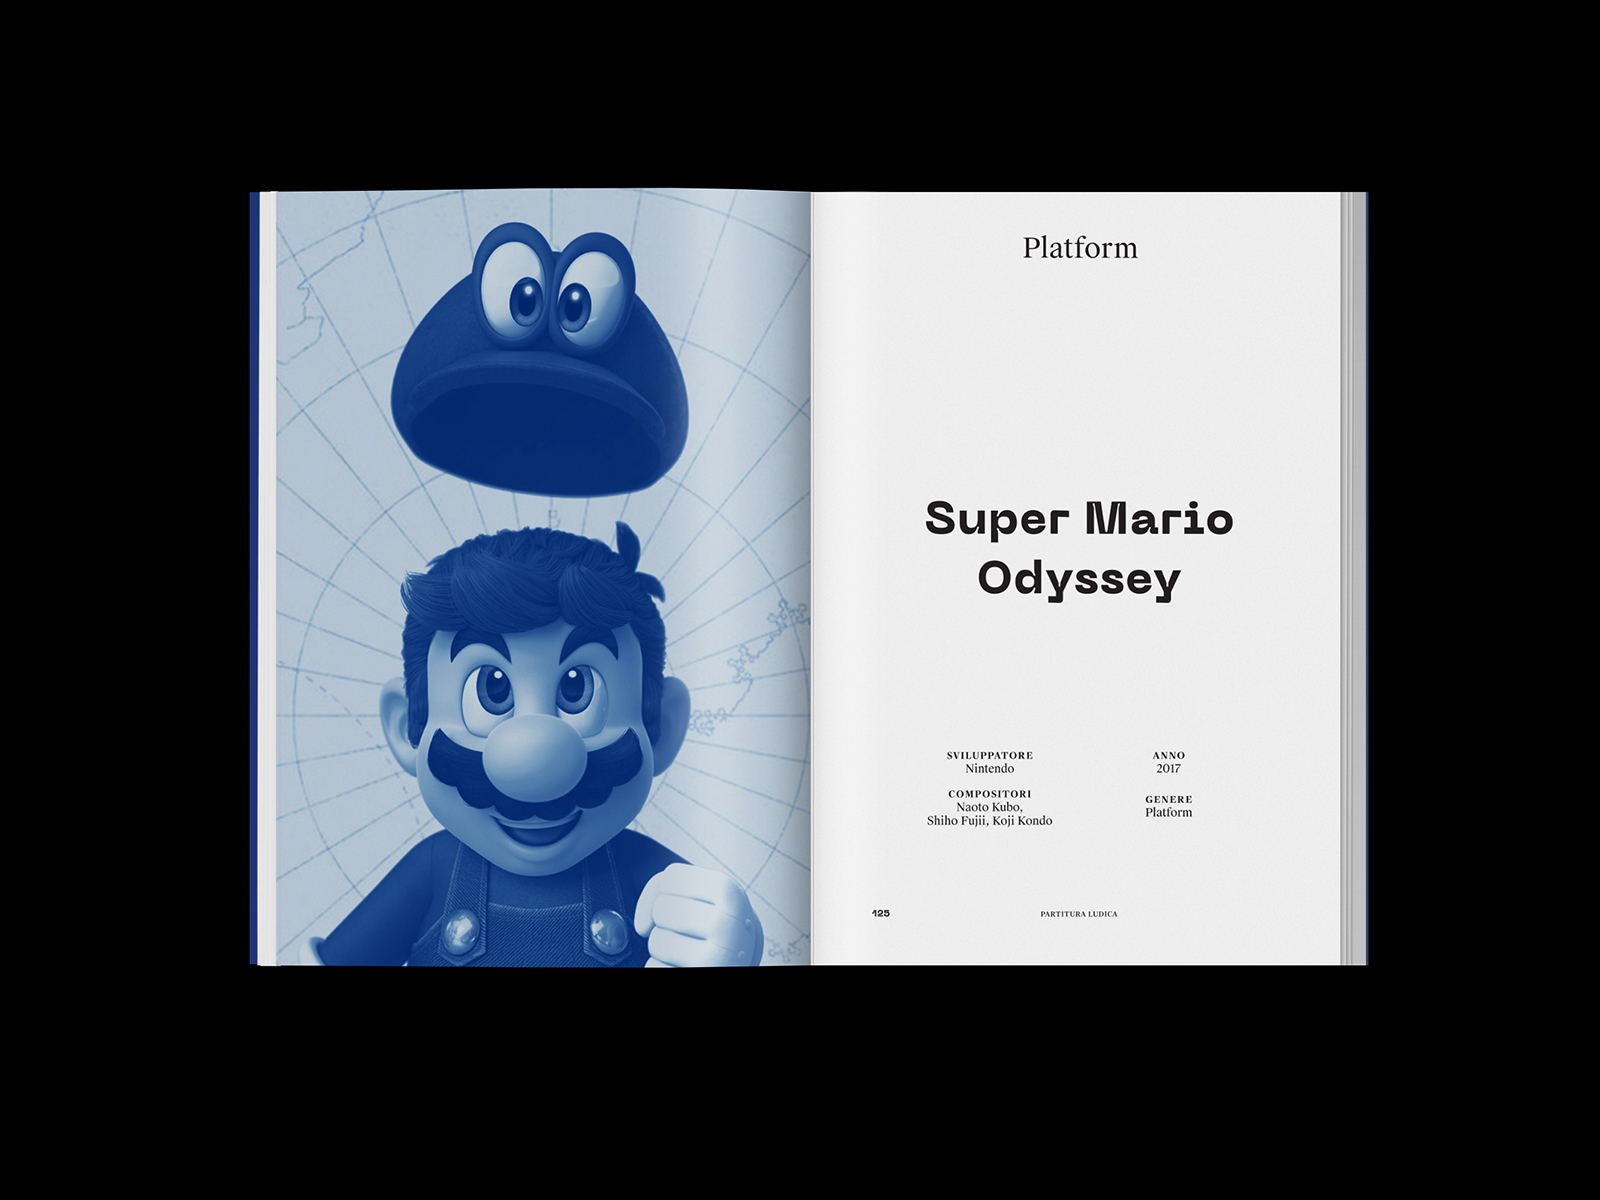 Platform
Super Mario
Odyssey
SVILUPPATORE
Nintendo
COMPOSITORI
Naoto Kubo,
Shiho Fujii, Koji Kondo
ANNO
2017
GENERE
Platform
125
PARTITURA LUDICA